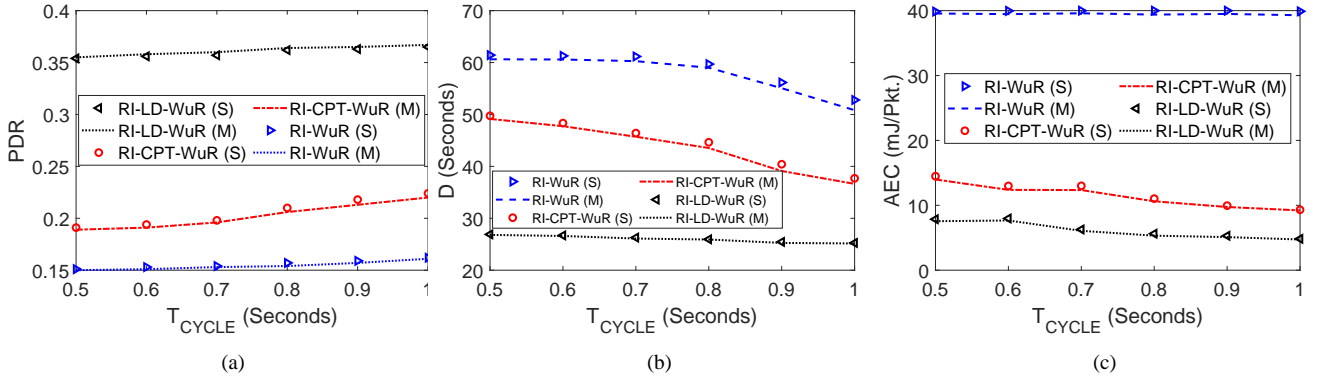 0.4
0.35
0.3
0.25
0.2
0.15
PDR
RI-LD-WuR (S)
RI-LD-WuR (M)
RI-CPT-WuR (S)
RI-CPT-WuR (M)
RI-WuR (S)
RI-WuR (M)
0.5 0.6 0.7 0.8 0.9 1
T_CYCLE (Seconds)
(a)
70
60
50
40
30
20
D (Seconds)
RI-WuR (S)
RI-WuR (M)
RI-CPT-WuR (S)
RI-CPT-WuR (M)
RI-LD-WuR (S)
RI-LD-WuR (M)
0.5 0.6 0.7 0.8 0.9 1
T_CYCLE (Seconds)
(b)
40
30
20
10
0
AEC (mJ/Pkt.)
RI-WuR (S)
RI-WuR (M)
RI-CPT-WuR (S)
RI-CPT-WuR (M)
RI-LD-WuR (S)
RI-LD-WuR (M)
0.5 0.6 0.7 0.8 0.9 1
T_CYCLE (Seconds)
(c)